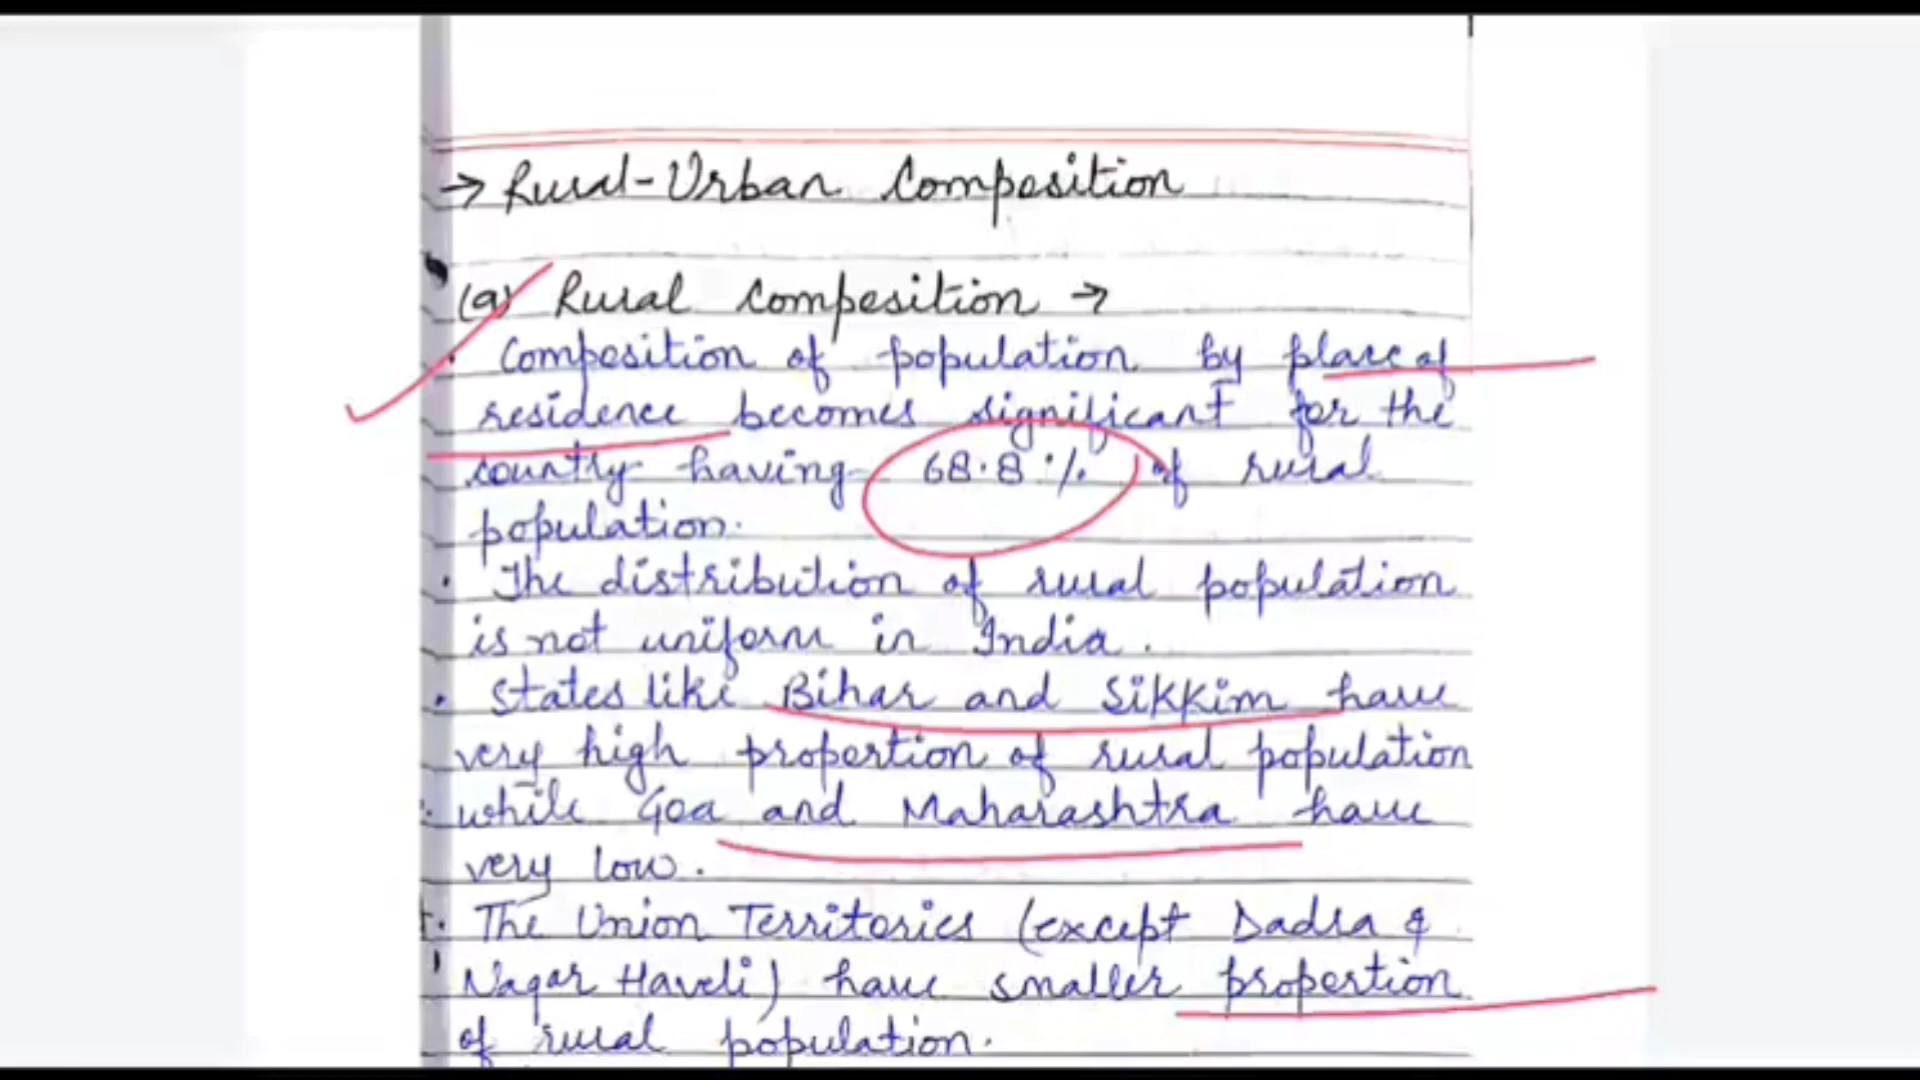 → Rural-Urban Composition
(a) Rural Composition →
• Composition of population by place of
residence becomes significant for the
country having 68.8 % of rural
population.
• The distribution of rural population
is not uniform in India.
• States like Bihar and Sikkim have
very high proportion of rural population
while Goa and Maharashtra have
very low.
• The Union Territories (except Dadra &
Nagar Haveli) have smaller proportion
of rural population.